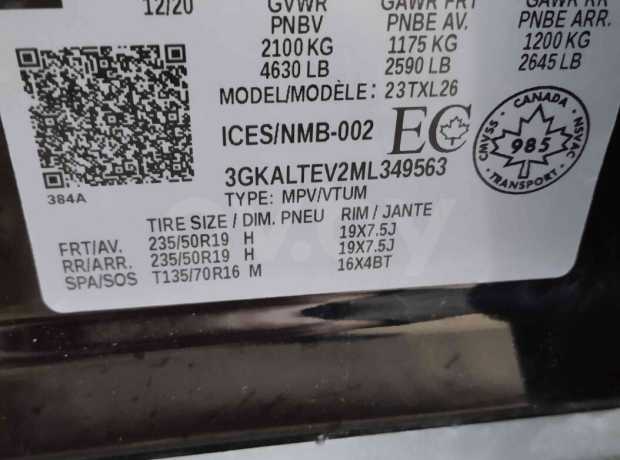 12/20
GVWR
PNBV
2100 KG
4630 LB
GAWR FRT
PNBE AV.
1175 KG
2590 LB
GAWR RR
PNBE ARR.
1200 KG
2645 LB
MODEL/MODÈLE: 23TXL26
ICES/NMB-002
EC
CANADA
CMVSS
985
NSVAC
TRANSPORT
3GKALTEV2ML349563
384A
TYPE: MPV/VTUM
TIRE SIZE / DIM. PNEU RIM / JANTE
FRT/AV. 235/50R19 H 19X7.5J
RR/ARR. 235/50R19 H 19X7.5J
SPA/SOS T135/70R16 M 16X4BT